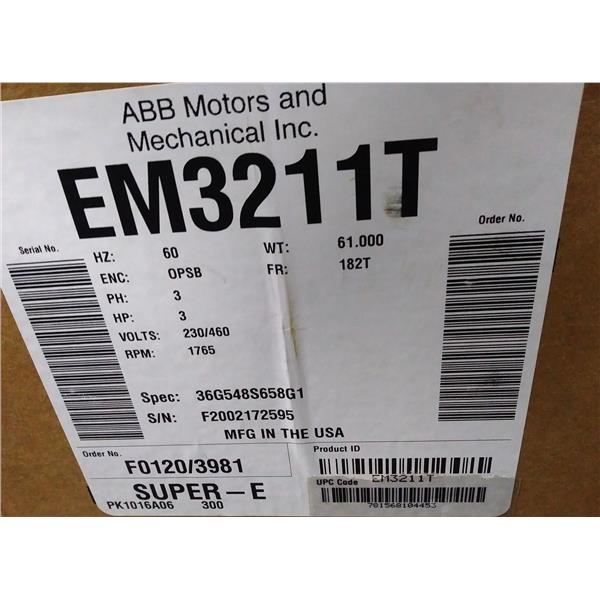 ABB Motors and
Mechanical Inc.
EM3211T
Serial No.
Order No.
HZ: 60 WT: 61.000
ENC: OPSB FR: 182T
PH: 3
HP: 3
VOLTS: 230/460
RPM: 1765
Spec: 36G548S658G1
S/N: F2002172595
MFG IN THE USA
Order No.
F0120/3981
Product ID
EM3211T
SUPER-E
UPC Code
PK1016A06 300
781568104453